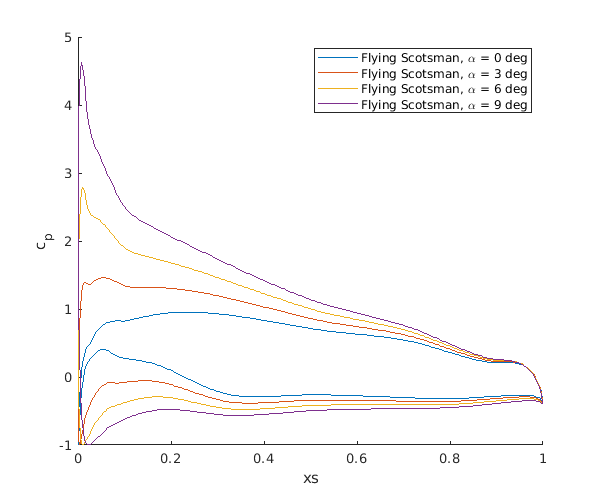 5
4
3
2
1
0
-1
c_p
0
0.2
0.4
0.6
0.8
1
xs
Flying Scotsman, α = 0 deg
Flying Scotsman, α = 3 deg
Flying Scotsman, α = 6 deg
Flying Scotsman, α = 9 deg